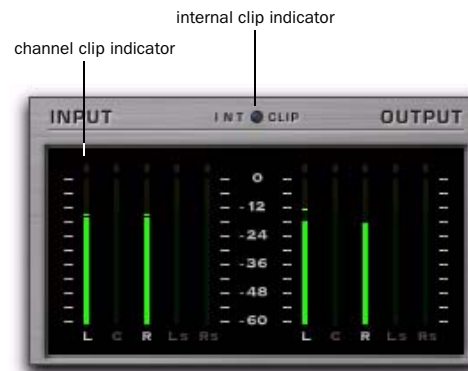 internal clip indicator
channel clip indicator
INPUT INT CLIP OUTPUT
0
-12
-24
-36
-48
-60
L C R Ls Rs L C R Ls Rs